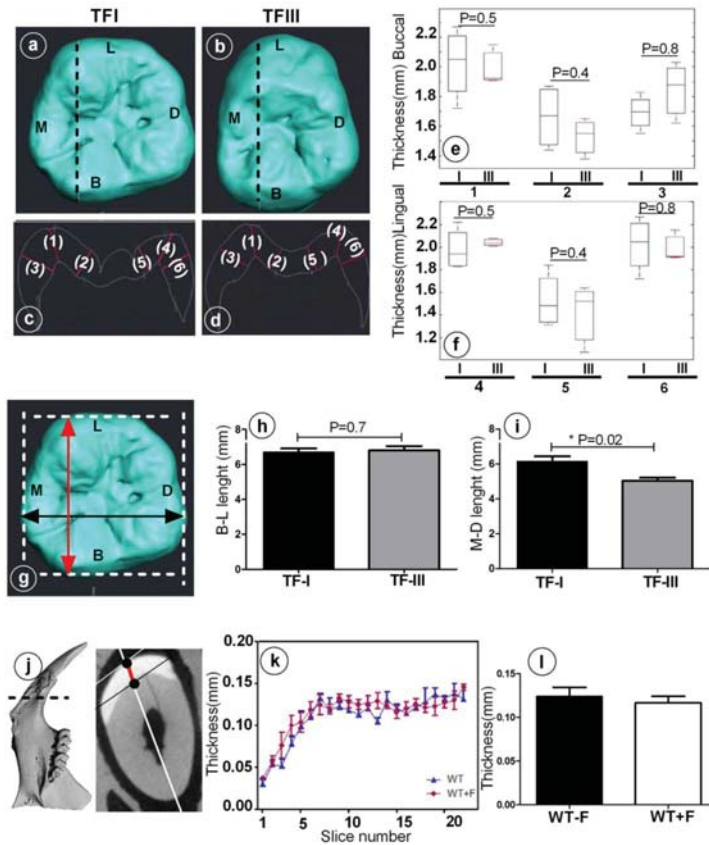 TFI TFIII
a L M D B
b L M D B
(1) (2) (3) (4) (5) (6)
c
(1) (2) (3) (4) (5) (6)
d
Thickness(mm) Buccal
2.2
2.0
1.8
1.6
1.4
P=0.5 P=0.4 P=0.8
e
I III I III I III
1 2 3
Thickness(mm)Lingual
2.2
2.0
1.8
1.6
1.4
1.2
P=0.5 P=0.4 P=0.8
f
I III I III I III
4 5 6
g L M D B
h
B-L lenght (mm)
8
6
4
2
0
P=0.7
TF-I TF-III
i
M-D lenght (mm)
8
6
4
2
0
* P=0.02
TF-I TF-III
j
k
Thickness(mm)
0.20
0.15
0.10
0.05
0.00
WT
WT+F
1 5 10 15 20
Slice number
l
Thickness(mm)
0.15
0.10
0.05
0.00
WT-F WT+F